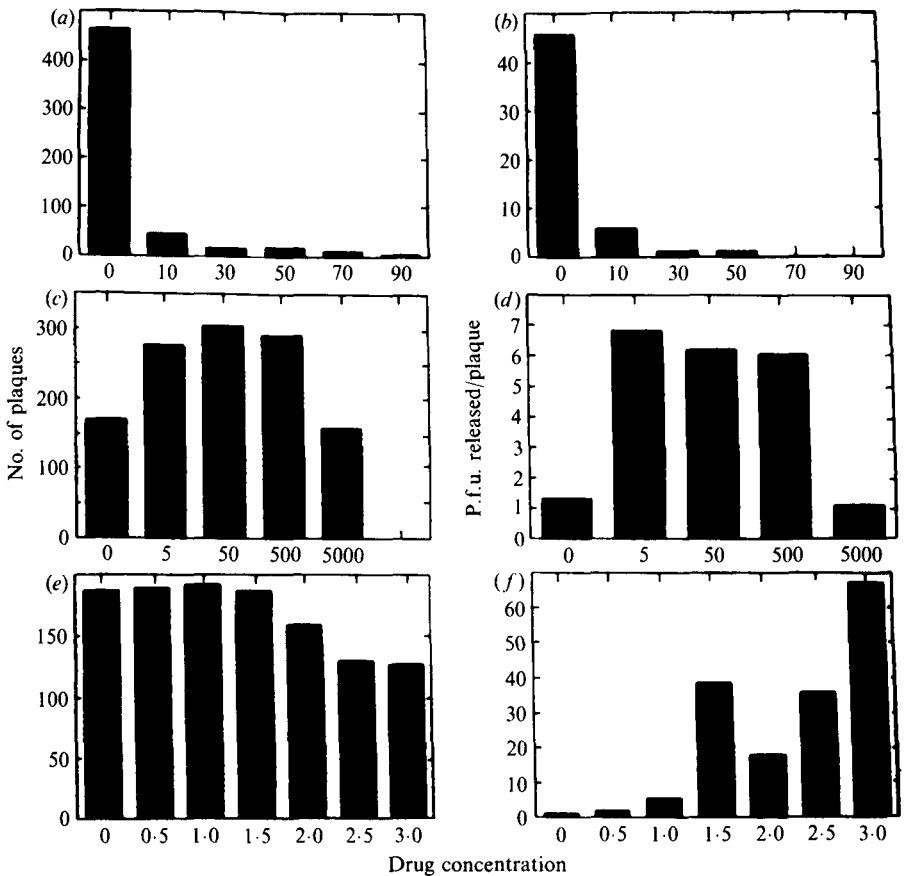 (a)
400
300
200
100
0
0 10 30 50 70 90
(b)
40
30
20
10
0
0 10 30 50 70 90
No. of plaques
(c)
300
200
100
0
0 5 50 500 5000
P.f.u. released/plaque
(d)
7
6
5
4
3
2
1
0
0 5 50 500 5000
(e)
150
100
50
0
0 0·5 1·0 1·5 2·0 2·5 3·0
(f)
60
50
40
30
20
10
0
0 0·5 1·0 1·5 2·0 2·5 3·0
Drug concentration